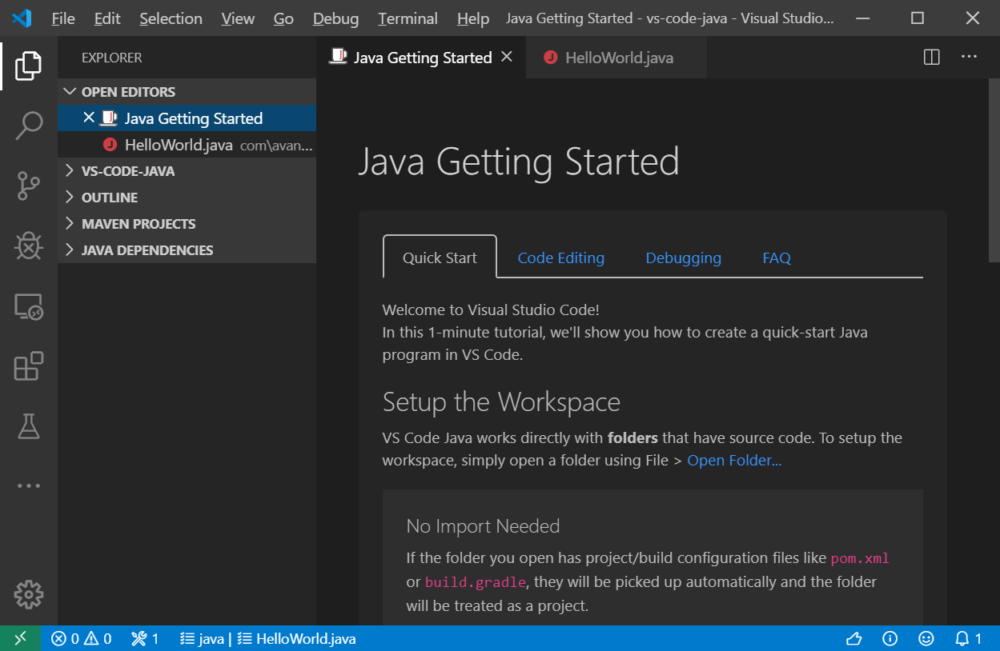 File Edit Selection View Go Debug Terminal Help Java Getting Started - vs-code-java - Visual Studio...
EXPLORER
OPEN EDITORS
Java Getting Started
HelloWorld.java com\avan...
VS-CODE-JAVA
OUTLINE
MAVEN PROJECTS
JAVA DEPENDENCIES
Java Getting Started HelloWorld.java
Java Getting Started
Quick Start Code Editing Debugging FAQ
Welcome to Visual Studio Code!
In this 1-minute tutorial, we'll show you how to create a quick-start Java
program in VS Code.
Setup the Workspace
VS Code Java works directly with folders that have source code. To setup the
workspace, simply open a folder using File > Open Folder...
No Import Needed
If the folder you open has project/build configuration files like pom.xml
or build.gradle, they will be picked up automatically and the folder
will be treated as a project.
0 0 1 java | HelloWorld.java 1